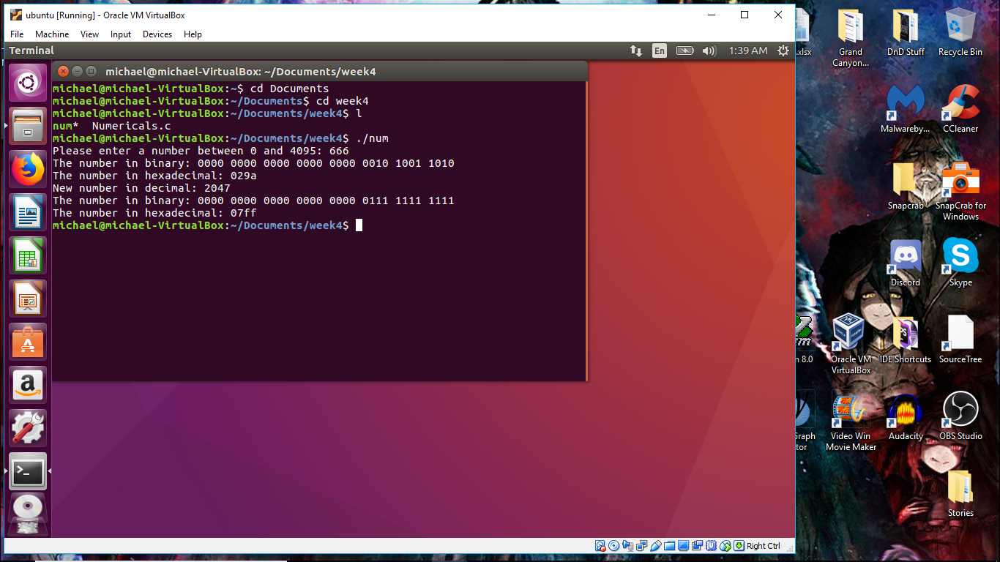 ubuntu [Running] - Oracle VM VirtualBox
File Machine View Input Devices Help
Terminal
En
1:39 AM
michael@michael-VirtualBox: ~/Documents/week4
michael@michael-VirtualBox:~$ cd Documents
michael@michael-VirtualBox:~/Documents$ cd week4
michael@michael-VirtualBox:~/Documents/week4$ l
num*  Numericals.c
michael@michael-VirtualBox:~/Documents/week4$ ./num
Please enter a number between 0 and 4095: 666
The number in binary: 0000 0000 0000 0000 0000 0010 1001 1010
The number in hexadecimal: 029a
New number in decimal: 2047
The number in binary: 0000 0000 0000 0000 0000 0111 1111 1111
The number in hexadecimal: 07ff
michael@michael-VirtualBox:~/Documents/week4$
Right Ctrl
.xlsx
Grand
Canyon...
DnD Stuff
Recycle Bin
Malwareby...
CCleaner
Snapcrab
SnapCrab for
Windows
Discord
Skype
8.0
Oracle VM
VirtualBox
IDE Shortcuts
SourceTree
Video Win
Movie Maker
Audacity
OBS Studio
Stories